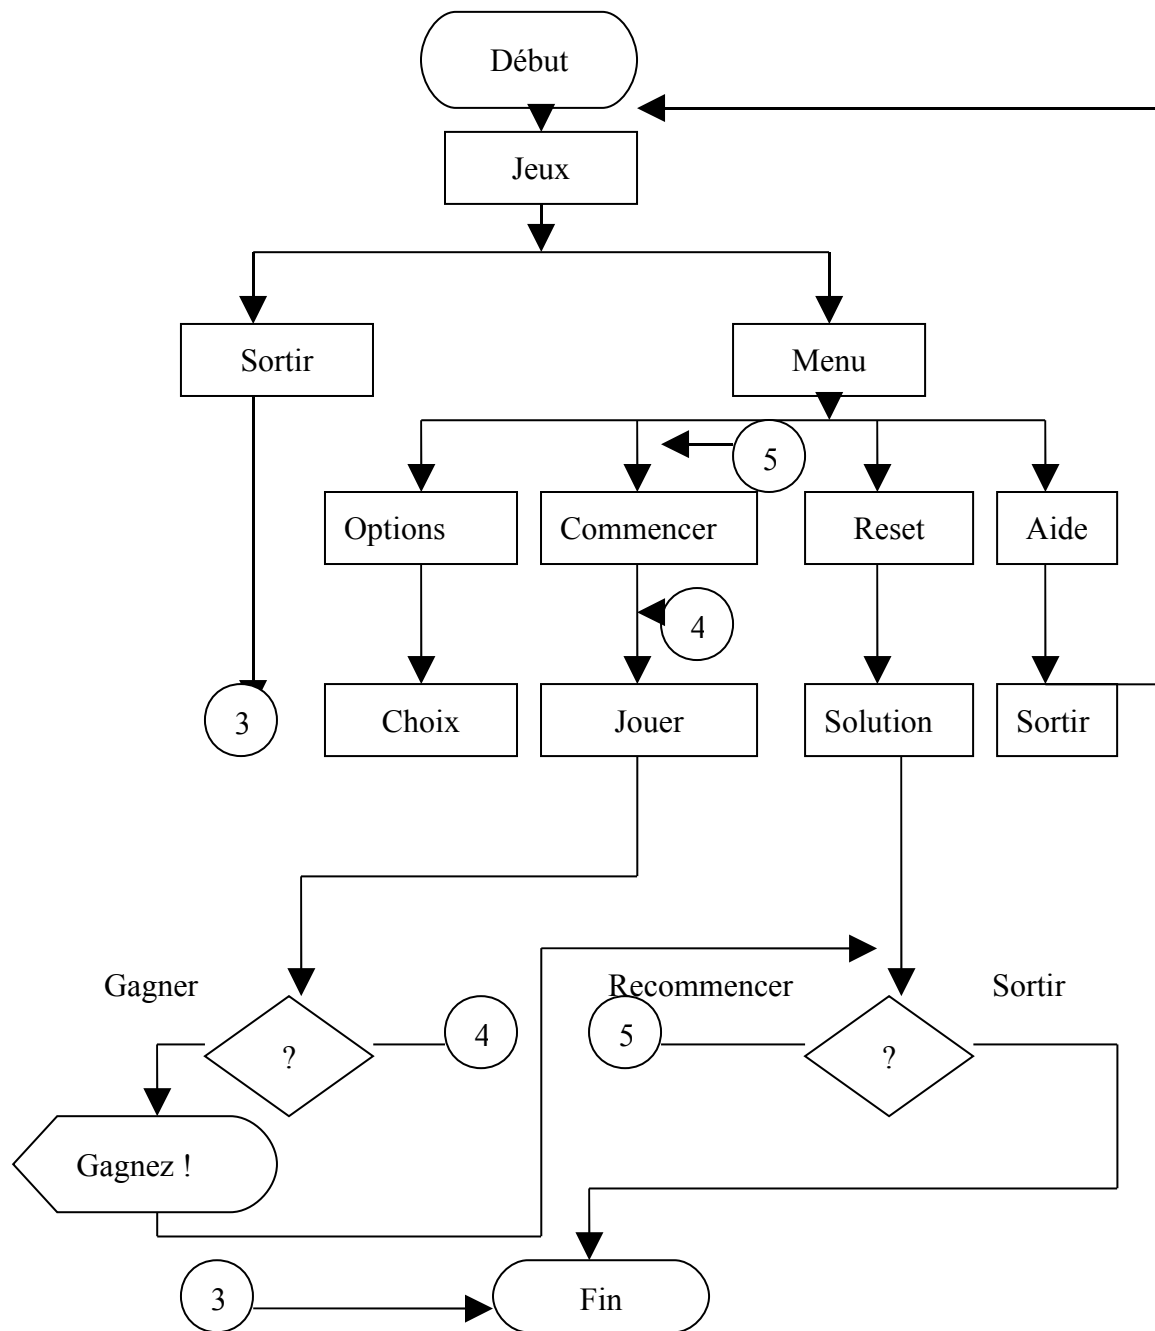 Début
Jeux
Sortir
Menu
5
Options
Commencer
Reset
Aide
4
3
Choix
Jouer
Solution
Sortir
Gagner
Recommencer
Sortir
?
4
5
?
Gagnez !
3
Fin